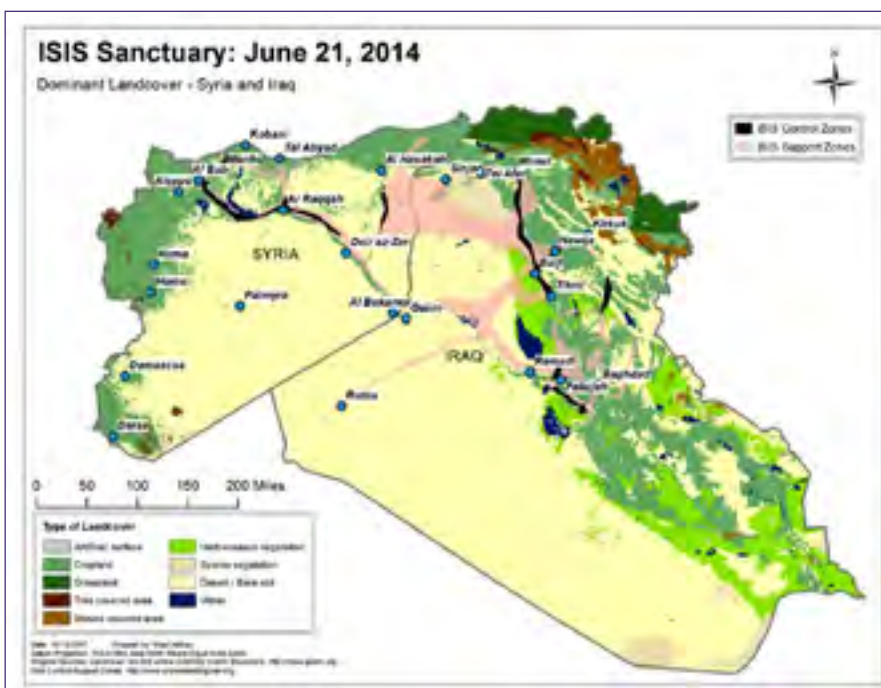 ISIS Sanctuary: June 21, 2014
Dominant Landcover - Syria and Iraq
N
ISIS Control Zones
ISIS Support Zones
Kobani
Tal Abyad
Al Bab
Aleppo
Al Hasakah
Sinjar
Tal Afar
Mosul
Ar Raqqah
Kirkuk
Hawija
Deir az-Zor
SYRIA
Homs
Hama
Baiji
Tikrit
Palmyra
Al Bukamal
Qaim
IRAQ
Ramadi
Fallujah
Baghdad
Damascus
Rutba
Daraa
0 50 100 150 200 Miles
Type of Landcover
Artificial surface
Cropland
Grassland
Tree covered area
Shrubs covered area
Herbaceous vegetation
Sparse vegetation
Desert / Bare soil
Water